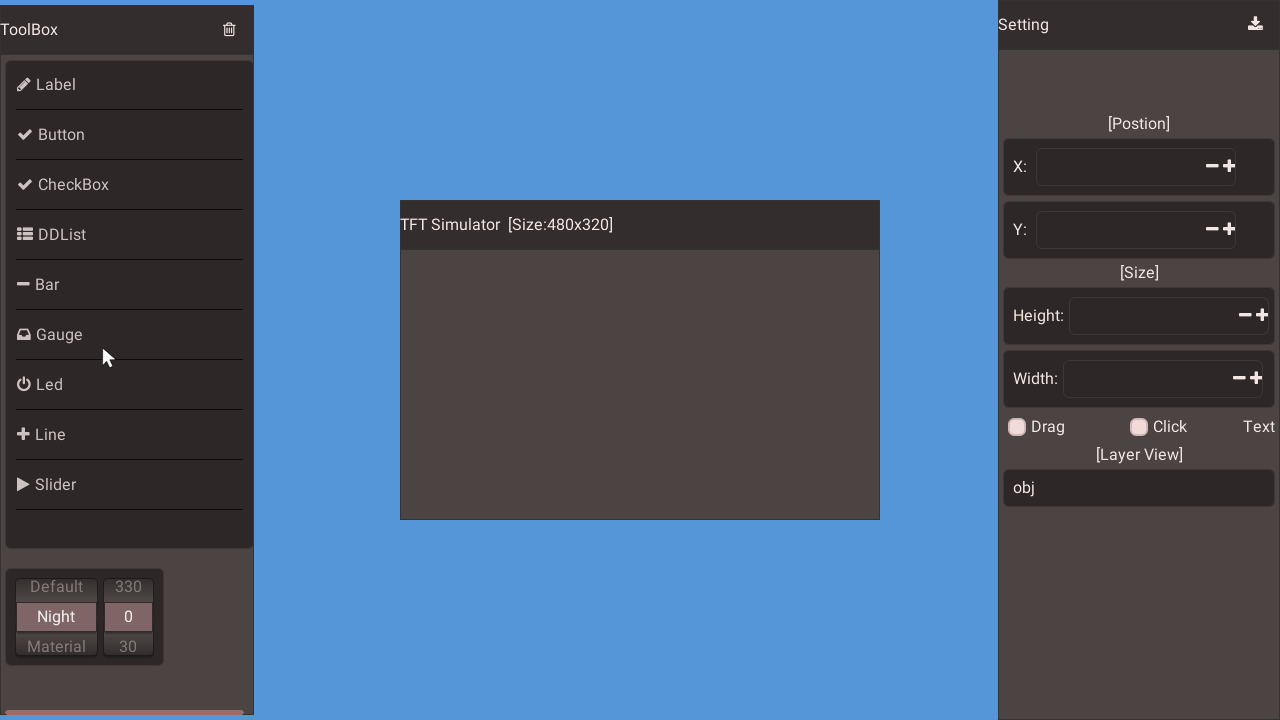 ToolBox
Label
Button
CheckBox
DDList
Bar
Gauge
Led
Line
Slider
Default 330
Night 0
Material 30
TFT Simulator [Size:480x320]
Setting
[Postion]
X:
Y:
[Size]
Height:
Width:
Drag Click Text
[Layer View]
obj